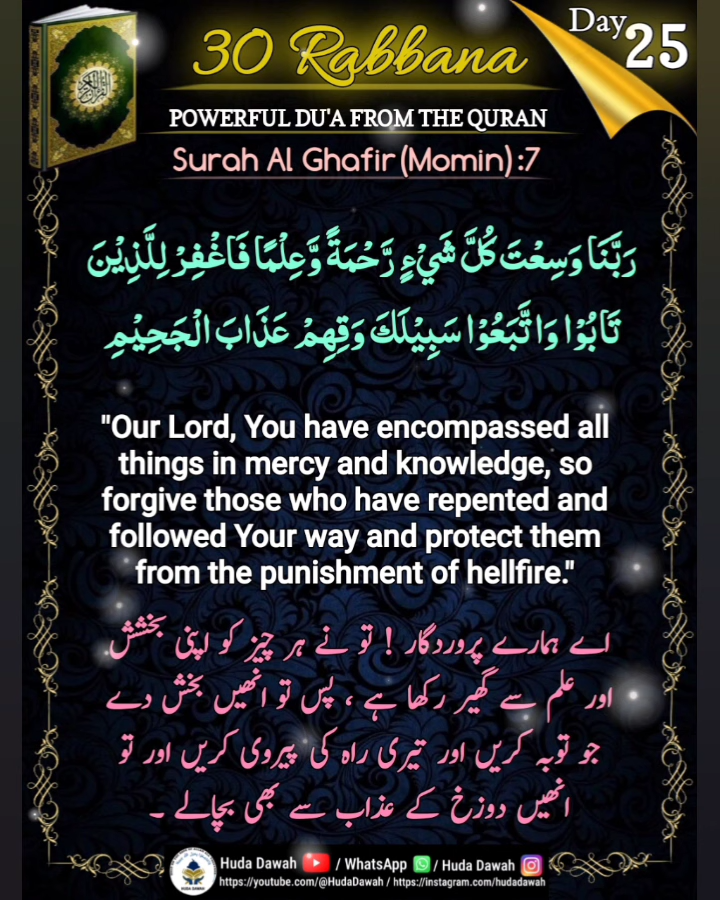 30 Rabbana
Day 25
POWERFUL DU'A FROM THE QURAN
Surah Al Ghafir(Momin):7
رَبَّنَا وَسِعْتَ كُلَّ شَيْءٍ رَّحْمَةً وَّعِلْمًا فَاغْفِرْ لِلَّذِيْنَ
تَابُوْا وَاتَّبَعُوْا سَبِيْلَكَ وَقِهِمْ عَذَابَ الْجَحِيْمِ
"Our Lord, You have encompassed all
things in mercy and knowledge, so
forgive those who have repented and
followed Your way and protect them
from the punishment of hellfire."
اے ہمارے پروردگار ! تو نے ہر چیز کو اپنی بخشش
اور علم سے گھیر رکھا ہے ، پس تو انھیں بخش دے
جو توبہ کریں اور تیری راہ کی پیروی کریں اور تو
انھیں دوزخ کے عذاب سے بھی بچالے ۔
Huda Dawah / WhatsApp / Huda Dawah
https://youtube.com/@HudaDawah / https://instagram.com/hudadawah
HUDA DAWAH